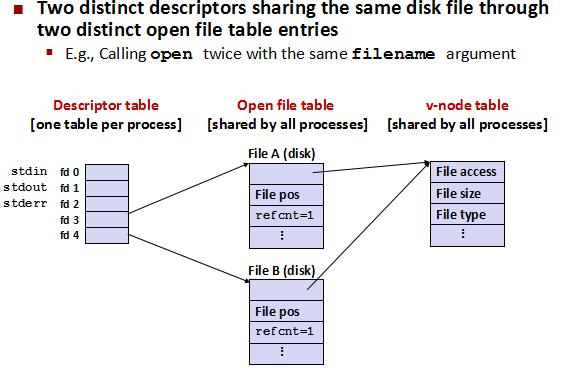 Two distinct descriptors sharing the same disk file through
two distinct open file table entries
E.g., Calling open twice with the same filename argument
Descriptor table
[one table per process]
Open file table
[shared by all processes]
v-node table
[shared by all processes]
stdin fd 0
stdout fd 1
stderr fd 2
fd 3
fd 4
File A (disk)
File pos
refcnt=1
⋮
File B (disk)
File pos
refcnt=1
⋮
File access
File size
File type
⋮